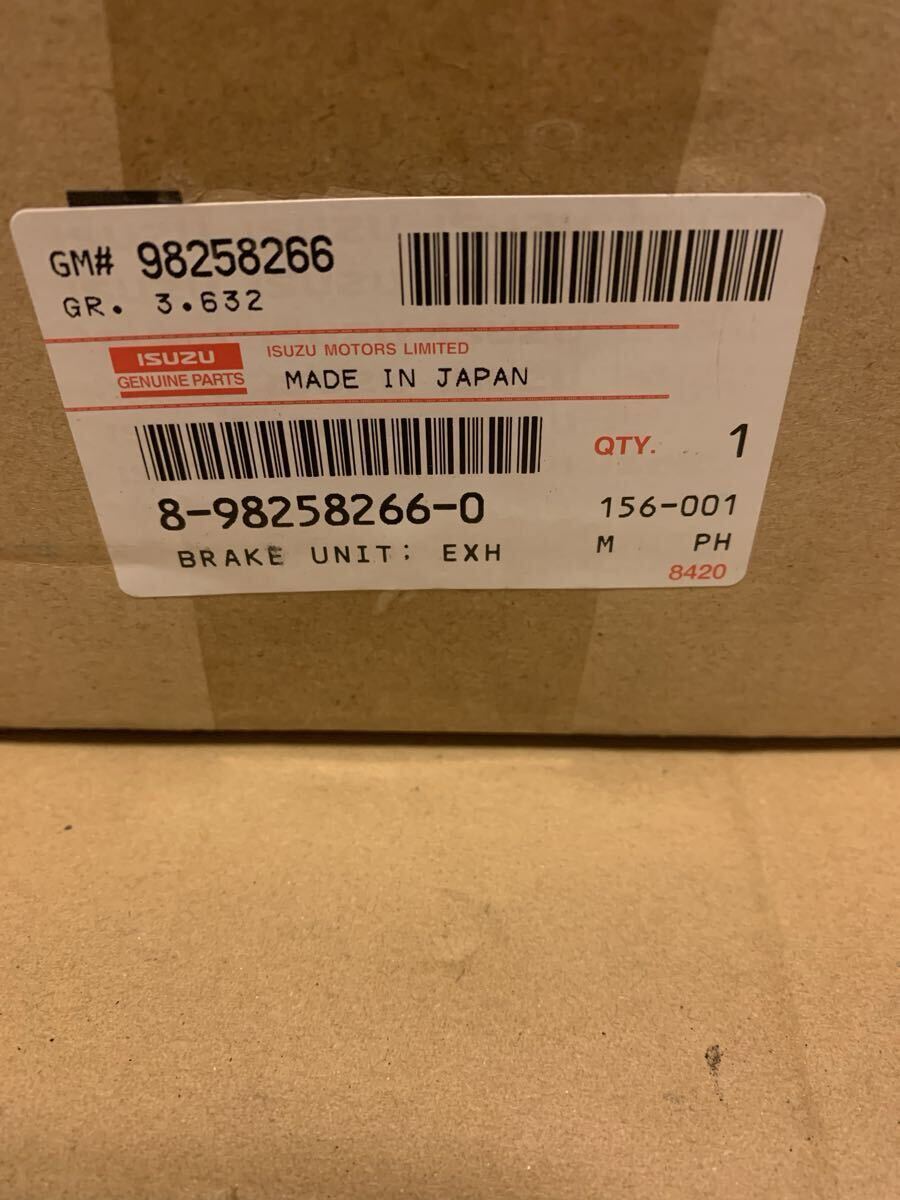 GM# 98258266
GR. 3.632
ISUZU
GENUINE PARTS
ISUZU MOTORS LIMITED
MADE IN JAPAN
QTY. 1
8-98258266-0
156-001
BRAKE UNIT; EXH
M PH
8420